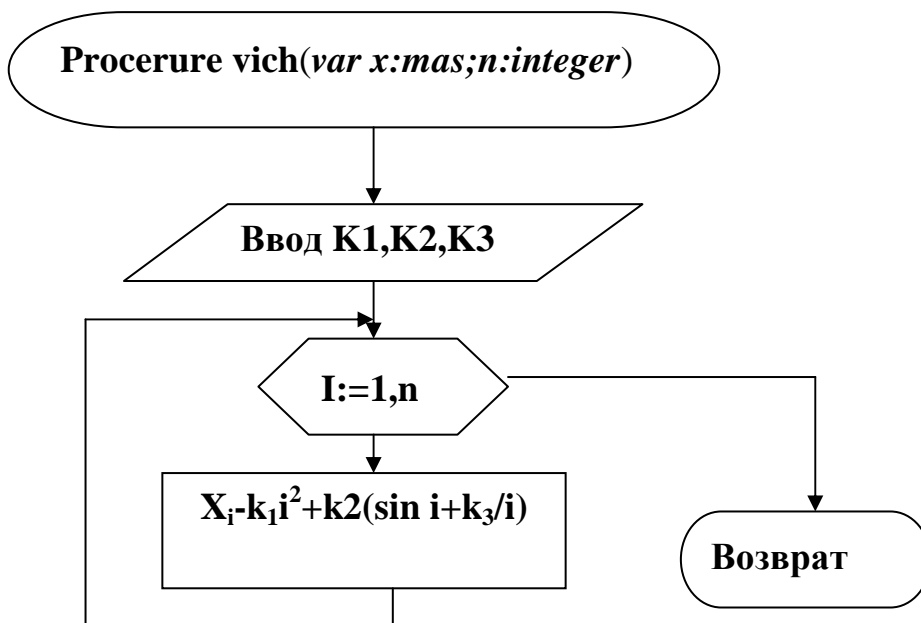 Procerure vich(var x:mas;n:integer)
Ввод K1,K2,K3
I:=1,n
Xᵢ-k₁i²+k2(sin i+k₃/i)
Возврат